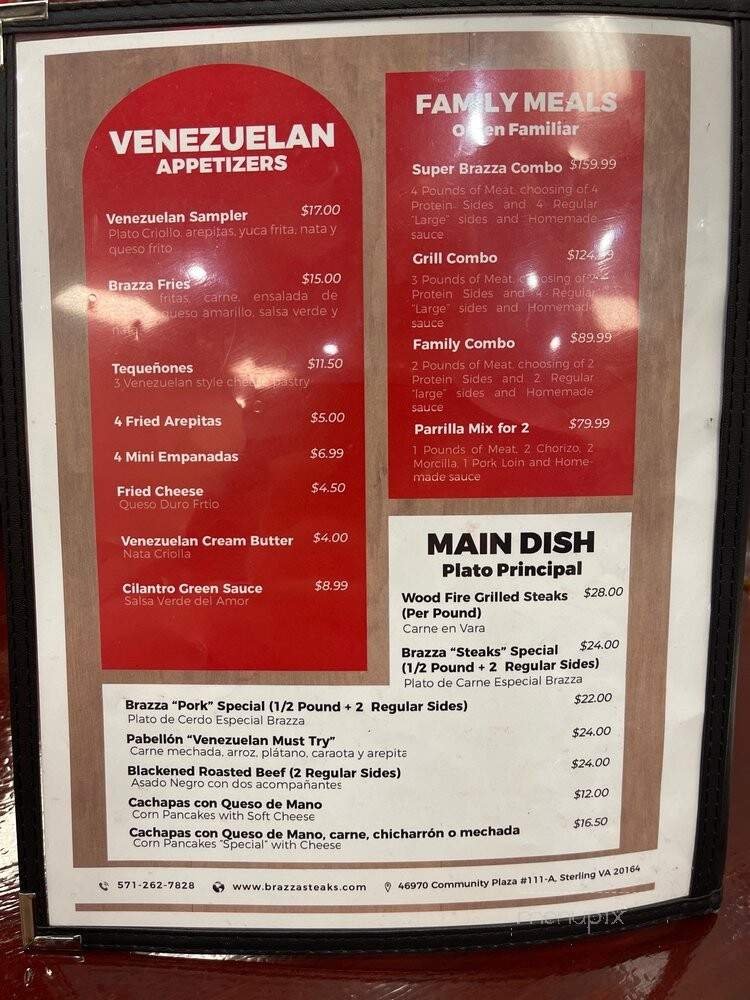 VENEZUELAN
APPETIZERS
Venezuelan Sampler $17.00
Plato Criollo, arepitas, yuca frita, nata y
queso frito
Brazza Fries $15.00
fritas, carne, ensalada de
queso amarillo, salsa verde y
Tequeñones $11.50
3 Venezuelan style cheese pastry
4 Fried Arepitas $5.00
4 Mini Empanadas $6.99
Fried Cheese $4.50
Queso Duro Frtio
Venezuelan Cream Butter $4.00
Nata Criolla
Cilantro Green Sauce $8.99
Salsa Verde del Amor
FAMILY MEALS
Orden Familiar
Super Brazza Combo $159.99
4 Pounds of Meat, choosing of 4
Protein Sides and 4 Regular
"Large" sides and Homemade
sauce
Grill Combo
3 Pounds of Meat, choosing of
Protein Sides and 4 Regular
"Large" sides and Homemade
sauce
Family Combo $89.99
2 Pounds of Meat, choosing of 2
Protein Sides and 2 Regular
"large" sides and Homemade
sauce
Parrilla Mix for 2 $79.99
1 Pounds of Meat, 2 Chorizo, 2
Morcilla, 1 Pork Loin and Home-
made sauce
MAIN DISH
Plato Principal
Wood Fire Grilled Steaks $28.00
(Per Pound)
Carne en Vara
Brazza "Steaks" Special $24.00
(1/2 Pound + 2 Regular Sides)
Plato de Carne Especial Brazza
Brazza "Pork" Special (1/2 Pound + 2 Regular Sides) $22.00
Plato de Cerdo Especial Brazza
Pabellón "Venezuelan Must Try" $24.00
Carne mechada, arroz, plátano, caraota y arepita
Blackened Roasted Beef (2 Regular Sides) $24.00
Asado Negro con dos acompañantes
Cachapas con Queso de Mano $12.00
Corn Pancakes with Soft Cheese
Cachapas con Queso de Mano, carne, chicharrón o mechada $16.50
Corn Pancakes "Special" with Cheese
571-262-7828 www.brazzasteaks.com 46970 Community Plaza #111-A, Sterling VA 20164
menupix